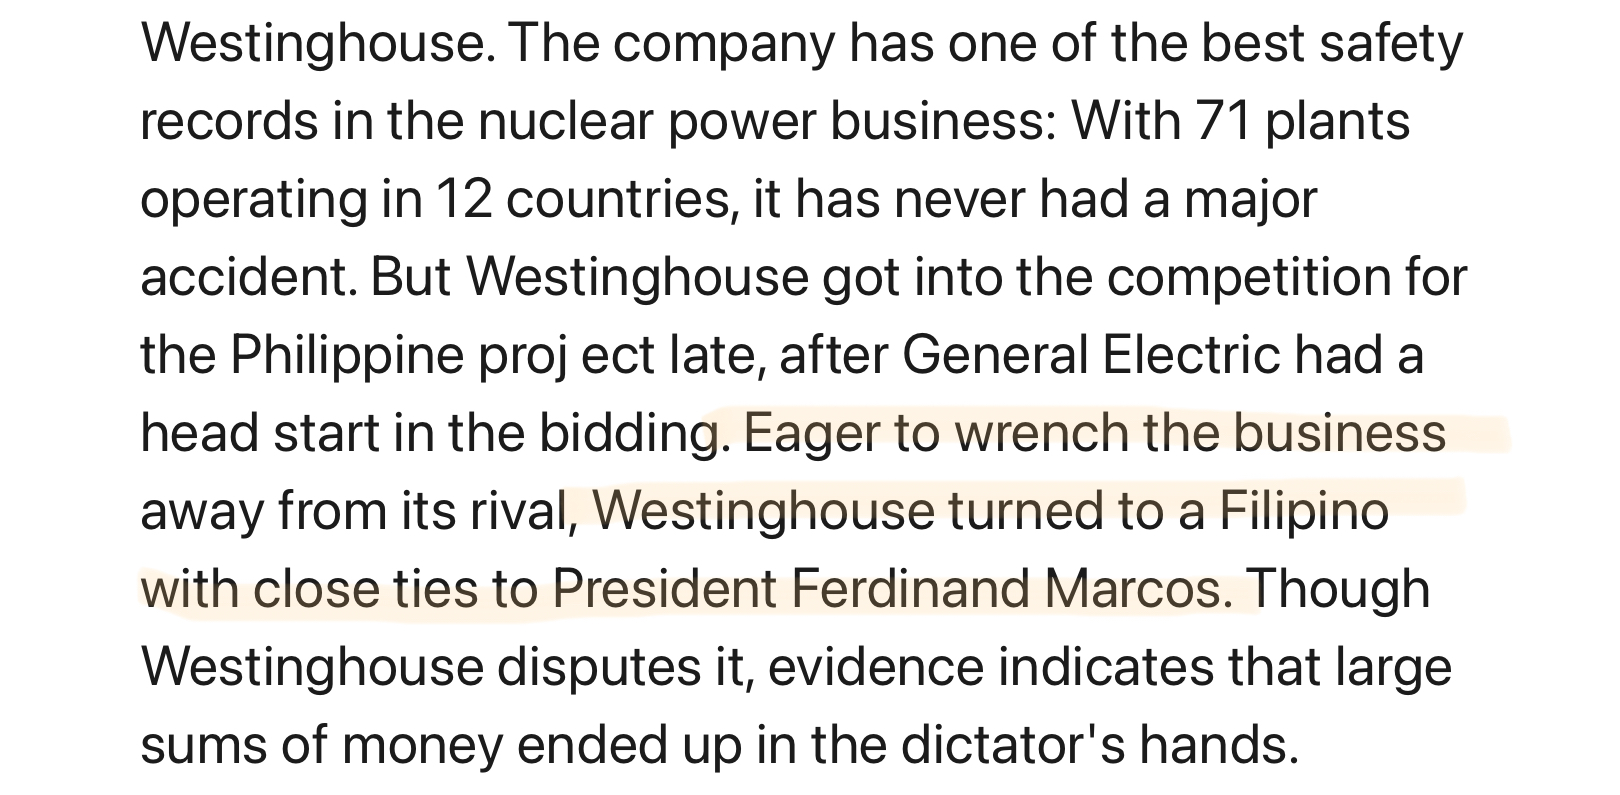 Westinghouse. The company has one of the best safety
records in the nuclear power business: With 71 plants
operating in 12 countries, it has never had a major
accident. But Westinghouse got into the competition for
the Philippine proj ect late, after General Electric had a
head start in the bidding. Eager to wrench the business
away from its rival, Westinghouse turned to a Filipino
with close ties to President Ferdinand Marcos. Though
Westinghouse disputes it, evidence indicates that large
sums of money ended up in the dictator's hands.